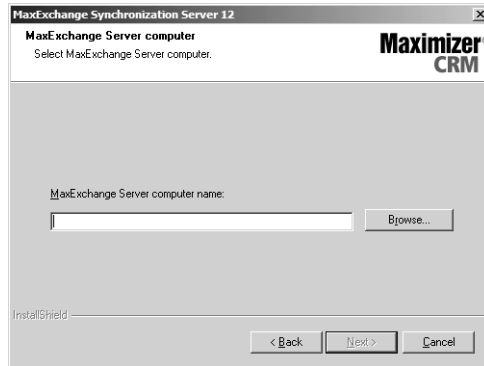 MaxExchange Synchronization Server 12
MaxExchange Server computer
Select MaxExchange Server computer.
Maximizer
CRM
MaxExchange Server computer name:
Browse...
InstallShield
< Back
Next >
Cancel